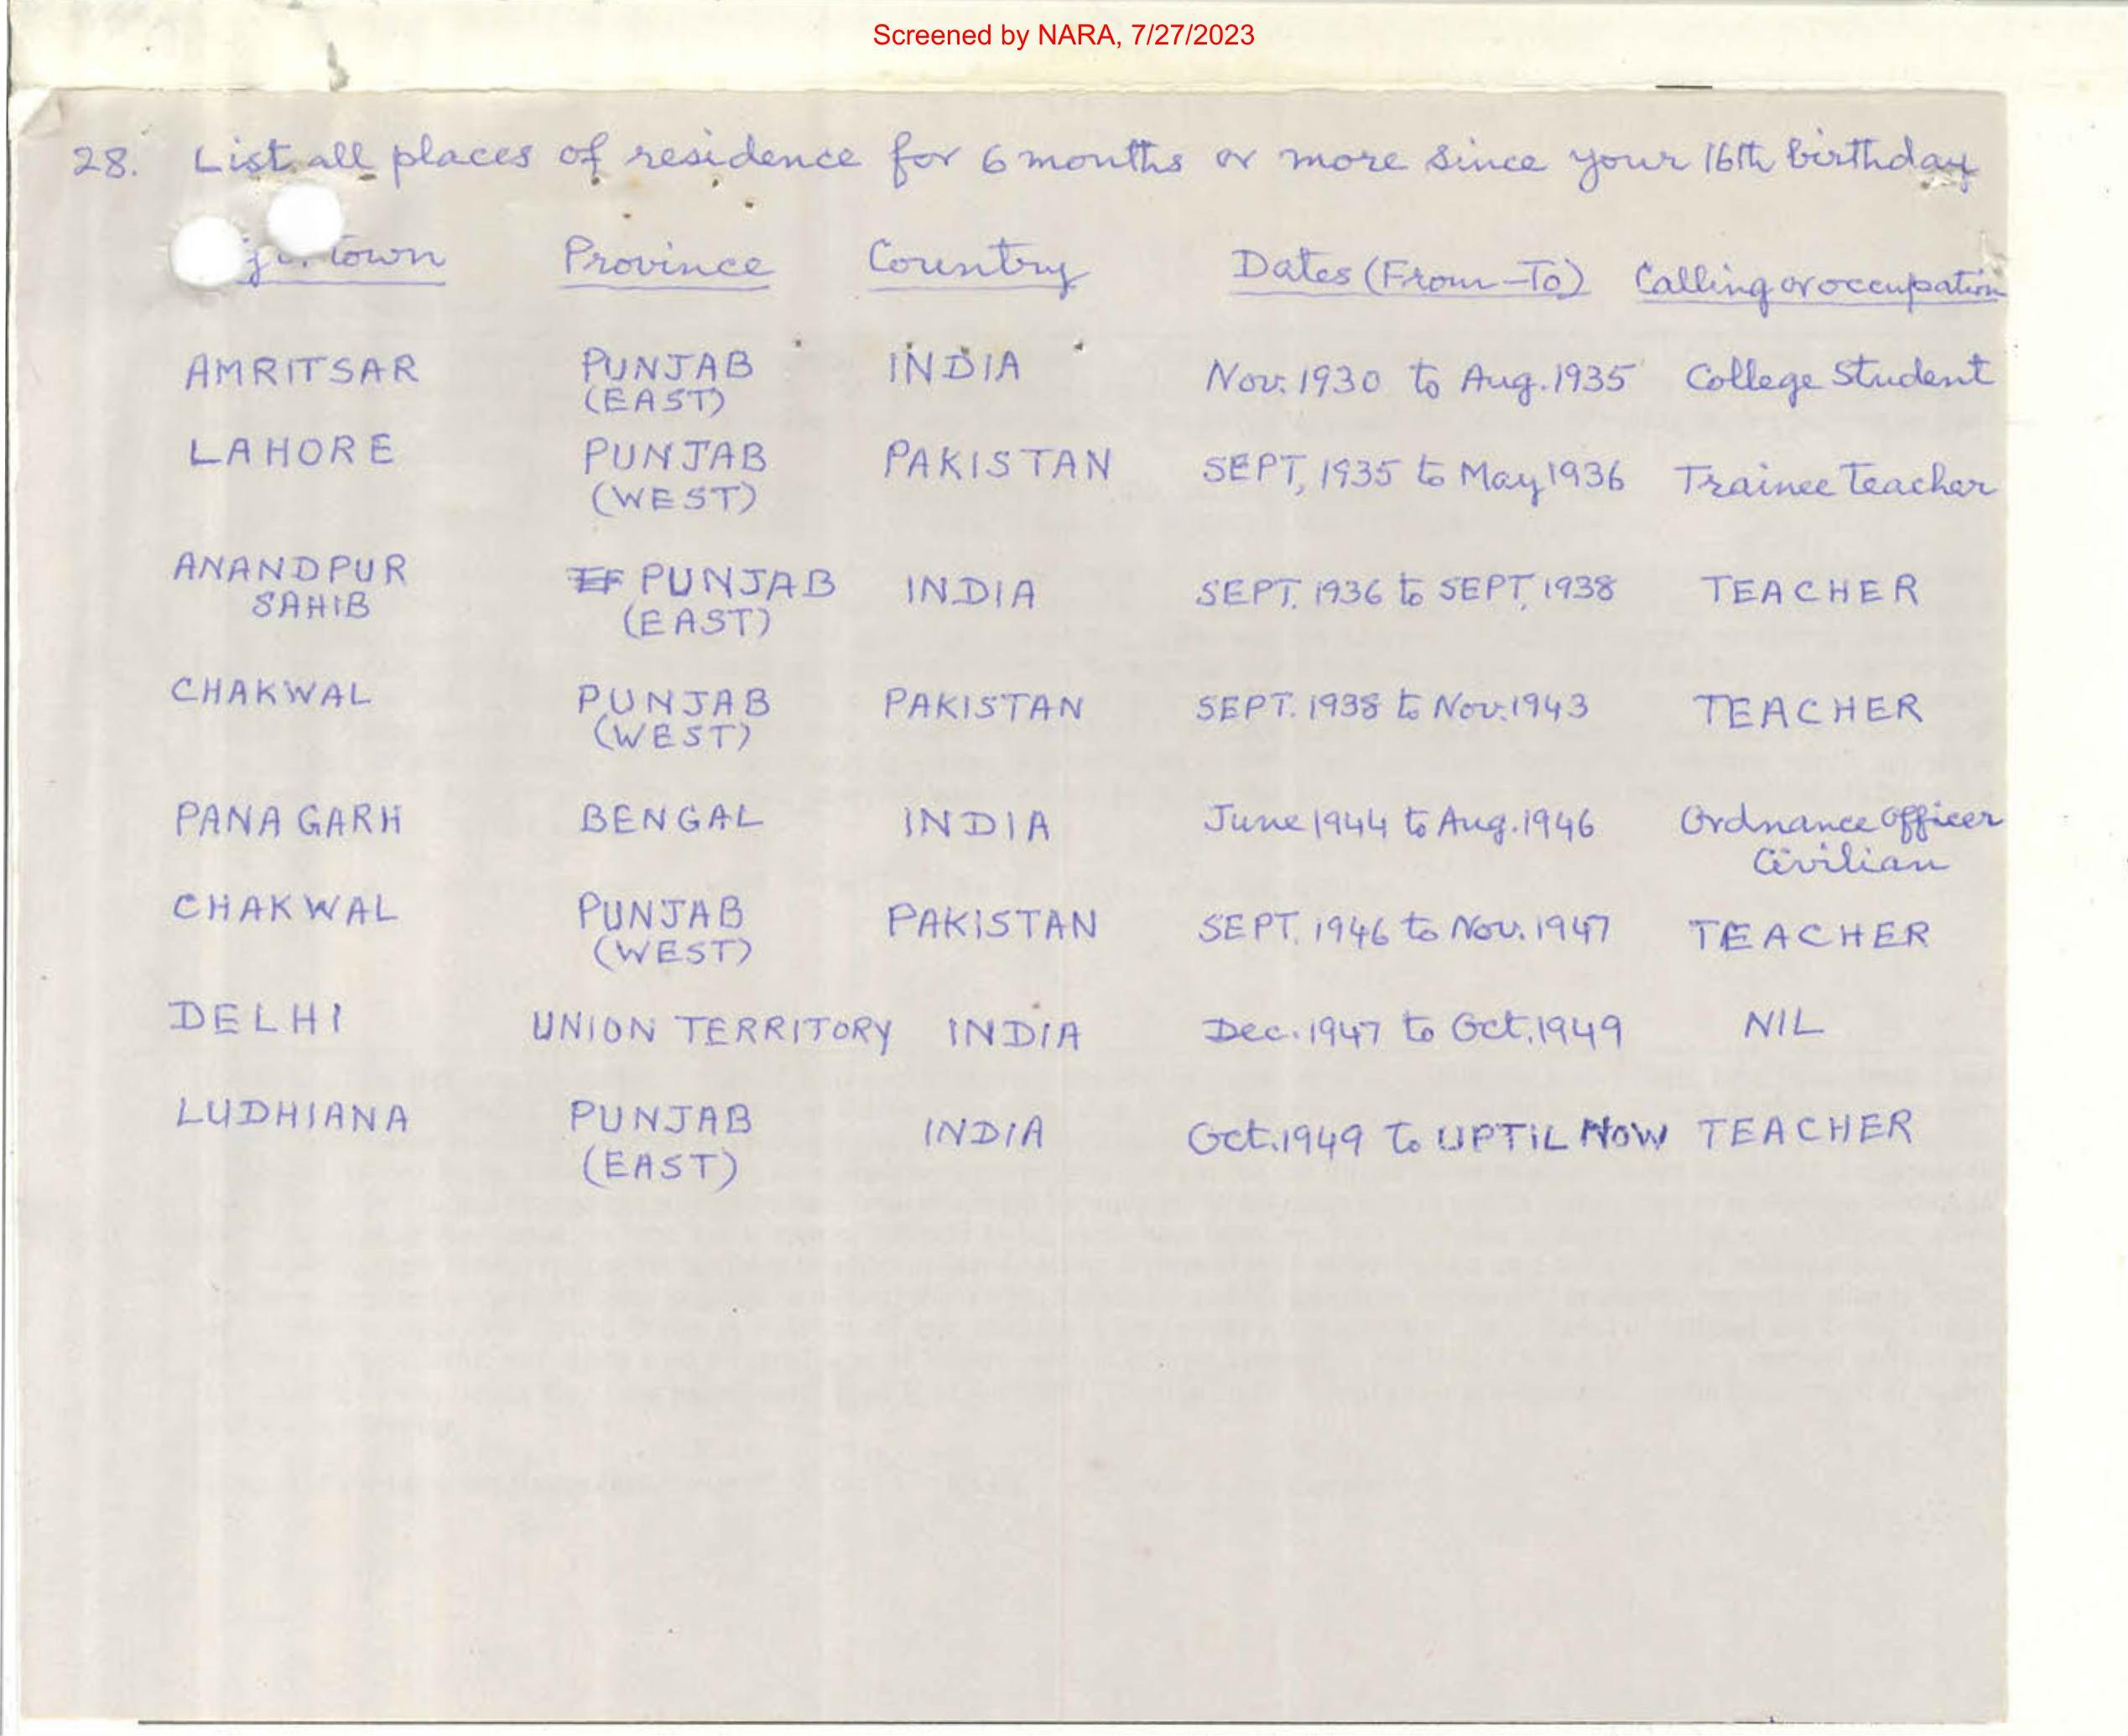 Screened by NARA, 7/27/2023
28. List all places of residence for 6 months or more since your 16th birthday
Town Province Country Dates (From-To) Calling or occupation
AMRITSAR PUNJAB INDIA Nov. 1930 to Aug. 1935 College Student
(EAST)
LAHORE PUNJAB PAKISTAN SEPT, 1935 to May 1936 Trainee Teacher
(WEST)
ANANDPUR PUNJAB INDIA SEPT. 1936 to SEPT, 1938 TEACHER
SAHIB (EAST)
CHAKWAL PUNJAB PAKISTAN SEPT. 1938 to Nov. 1943 TEACHER
(WEST)
PANAGARH BENGAL INDIA June 1944 to Aug. 1946 Ordnance Officer
Civilian
CHAKWAL PUNJAB PAKISTAN SEPT. 1946 to Nov. 1947 TEACHER
(WEST)
DELHI UNION TERRITORY INDIA Dec. 1947 to Oct. 1949 NIL
LUDHIANA PUNJAB INDIA Oct. 1949 to UPTIL NOW TEACHER
(EAST)